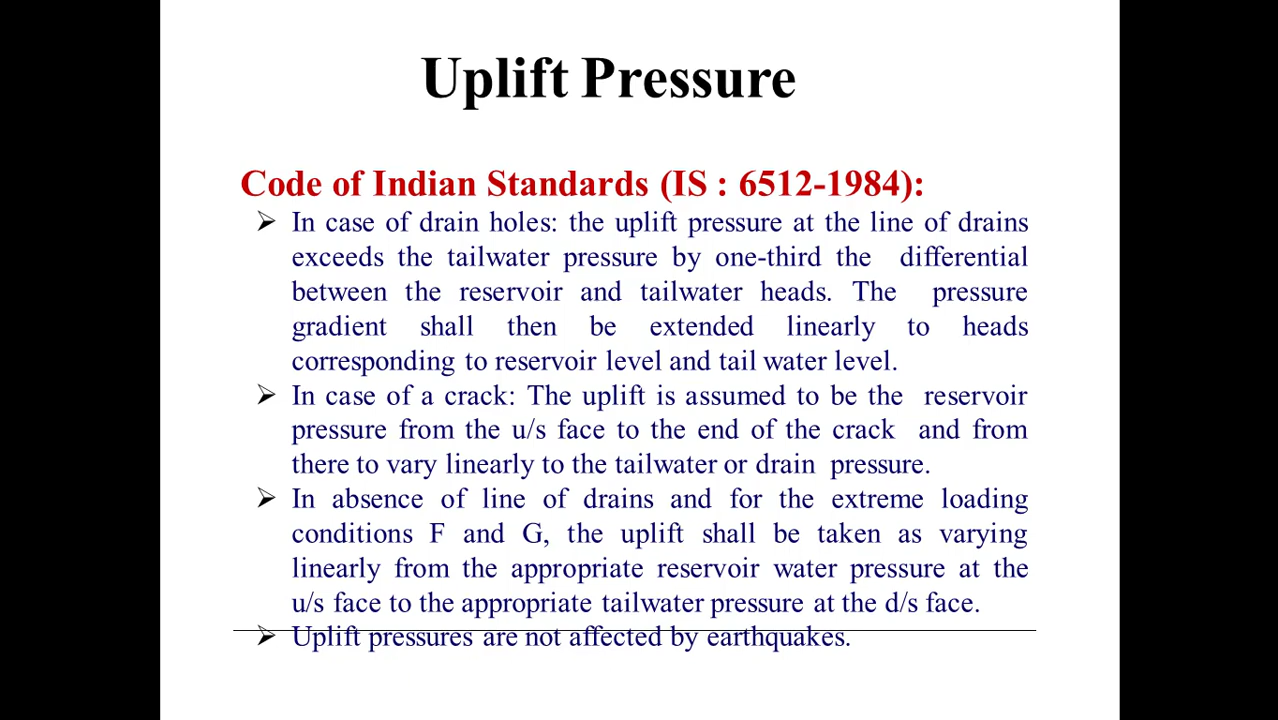 Uplift Pressure
Code of Indian Standards (IS : 6512-1984):
➢ In case of drain holes: the uplift pressure at the line of drains
exceeds the tailwater pressure by one-third the differential
between the reservoir and tailwater heads. The pressure
gradient shall then be extended linearly to heads
corresponding to reservoir level and tail water level.
➢ In case of a crack: The uplift is assumed to be the reservoir
pressure from the u/s face to the end of the crack and from
there to vary linearly to the tailwater or drain pressure.
➢ In absence of line of drains and for the extreme loading
conditions F and G, the uplift shall be taken as varying
linearly from the appropriate reservoir water pressure at the
u/s face to the appropriate tailwater pressure at the d/s face.
➢ Uplift pressures are not affected by earthquakes.